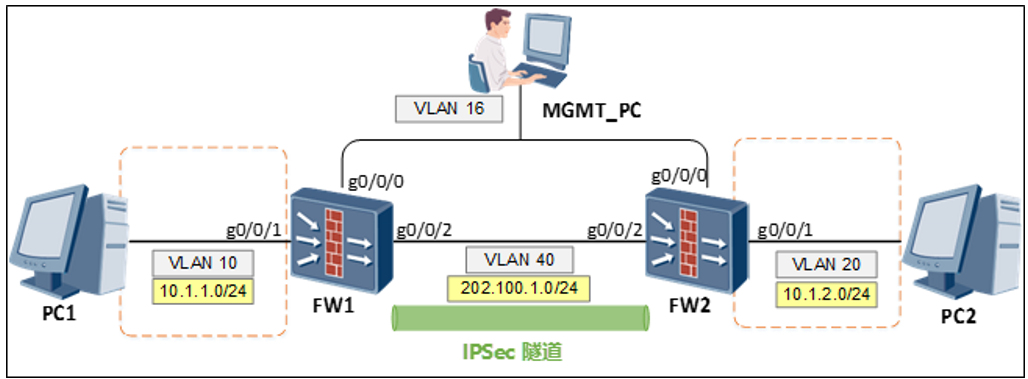 VLAN 16
MGMT_PC
g0/0/0
g0/0/0
g0/0/1
g0/0/2
g0/0/2
g0/0/1
VLAN 10
VLAN 40
VLAN 20
10.1.1.0/24
202.100.1.0/24
10.1.2.0/24
PC1
FW1
FW2
PC2
IPSec 隧道